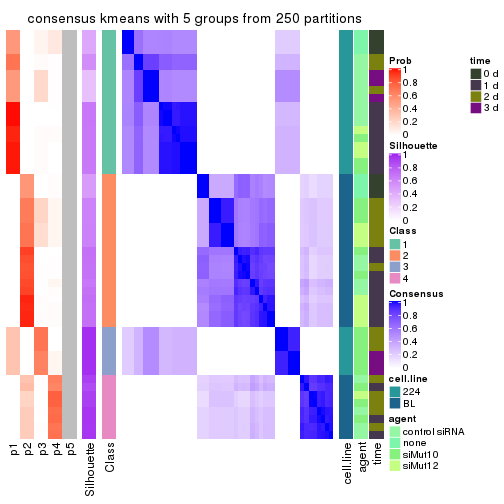 consensus kmeans with 5 groups from 250 partitions
Prob
1
0.8
0.6
0.4
0.2
0
time
0 d
1 d
2 d
3 d
Silhouette
1
0.8
0.6
0.4
0.2
0
Class
1
2
3
4
Consensus
1
0.8
0.6
0.4
0.2
0
cell.line
224
BL
agent
control siRNA
none
siMut10
siMut12
p1
p2
p3
p4
p5
Silhouette
Class
cell.line
agent
time